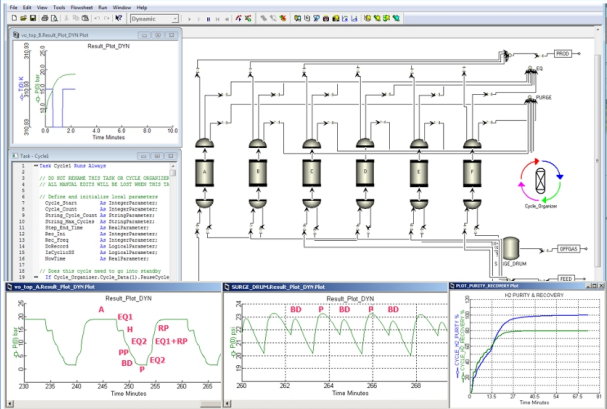 File Edit View Tools Flowsheet Run Window Help
Dynamic
vo_top_B.Result_Plot_DYN Plot
Result_Plot_DYN
0.0 2.0 4.0 6.0 8.0 10.0
Time Minutes
Task - Cycle1
1 Task Cycle1 Runs Always
2
3 // DO NOT RENAME THIS TASK OR CYCLE ORGANIZER
4 // ALL MANUAL EDITS WILL BE LOST WHEN THIS TA
5
6 // Define and initialise local parameters
7 Cycle_Start As IntegerParameter;
8 Cycle_Count As IntegerParameter;
9 String_Cycle_Count As StringParameter;
10 String_Max_Cycles As StringParameter;
11 Step_End_Time As RealParameter;
12 Rec_Ini As IntegerParameter;
13 Rec_Freq As IntegerParameter;
14 DoRecord As LogicalParameter;
15 IsCyclicSS As LogicalParameter;
16 NowTime As RealParameter;
17
18 // Does this cycle need to go into standby
19 If Cycle_Organizer.Cycle_Data(1).PauseCycle
PROD
EQ
PURGE
A B C D E F
Cycle_Organizer
SURGE_DRUM
OFFGAS
FEED
vo_top_A.Result_Plot_DYN Plot
Result_Plot_DYN
A
EQ1
H
RP
EQ2
EQ1+RP
PP
BD
EQ2
P
230 235 240 245 250 255 260 265
Time Minutes
SURGE_DRUM.Result_Plot_DYN Plot
Result_Plot_DYN
BD P BD P BD
260 262 264 266 268
Time Minutes
PLOT_PURITY_RECOVERY Plot
H2 PURITY & RECOVERY
CYCLE_H2_PURITY %
0 13.5 27 40.5 54 67.5 81
Time Minutes